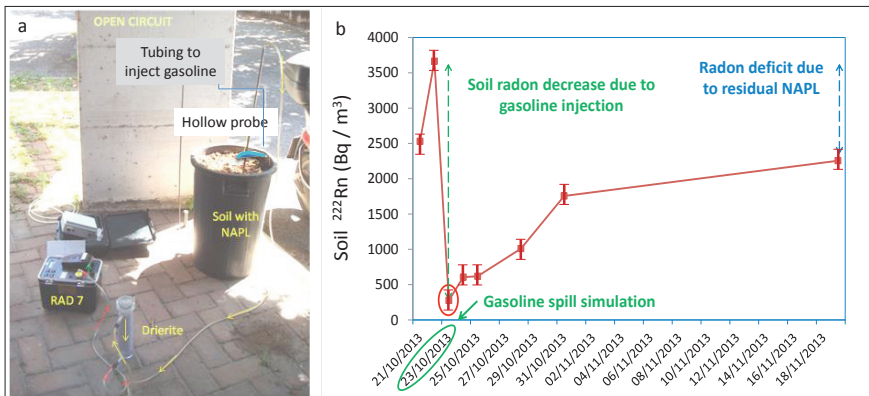 a
OPEN CIRCUIT
Tubing to
inject gasoline
Hollow probe
Soil with
NAPL
RAD 7
Drierite
b
Soil ²²²Rn (Bq / m³)
4000
3500
3000
2500
2000
1500
1000
500
0
Soil radon decrease due to
gasoline injection
Radon deficit due
to residual NAPL
Gasoline spill simulation
21/10/2013
23/10/2013
25/10/2013
27/10/2013
29/10/2013
31/10/2013
02/11/2013
04/11/2013
06/11/2013
08/11/2013
10/11/2013
12/11/2013
14/11/2013
16/11/2013
18/11/2013